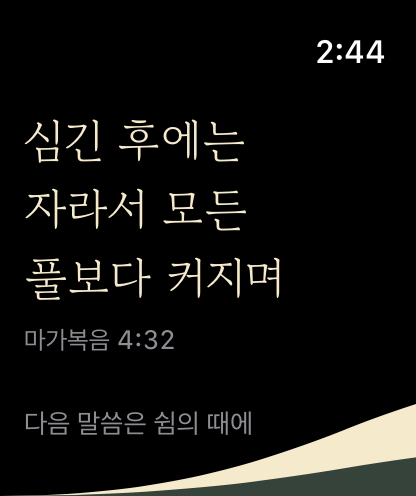 2:44
심긴 후에는
자라서 모든
풀보다 커지며
마가복음 4:32
다음 말씀은 쉼의 때에